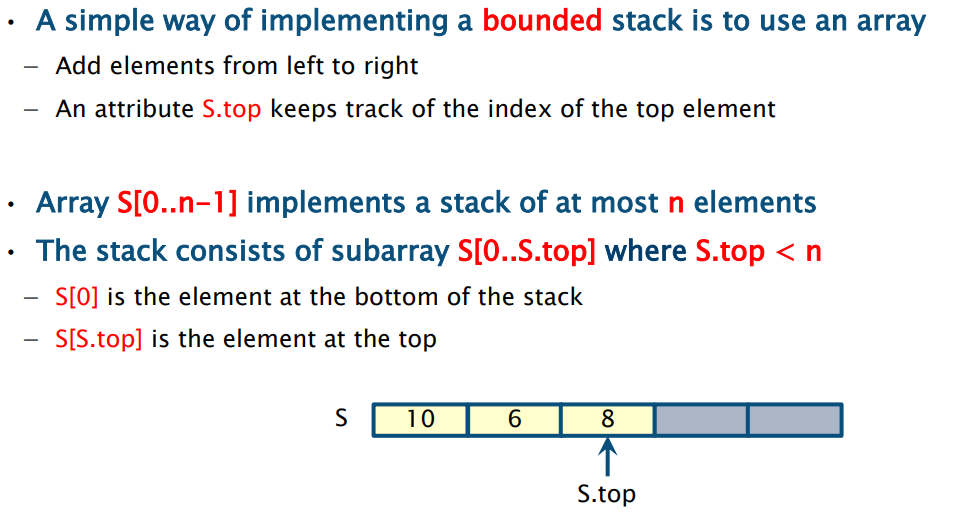 • A simple way of implementing a bounded stack is to use an array
– Add elements from left to right
– An attribute S.top keeps track of the index of the top element
• Array S[0..n-1] implements a stack of at most n elements
• The stack consists of subarray S[0..S.top] where S.top < n
– S[0] is the element at the bottom of the stack
– S[S.top] is the element at the top
S 10 6 8
S.top